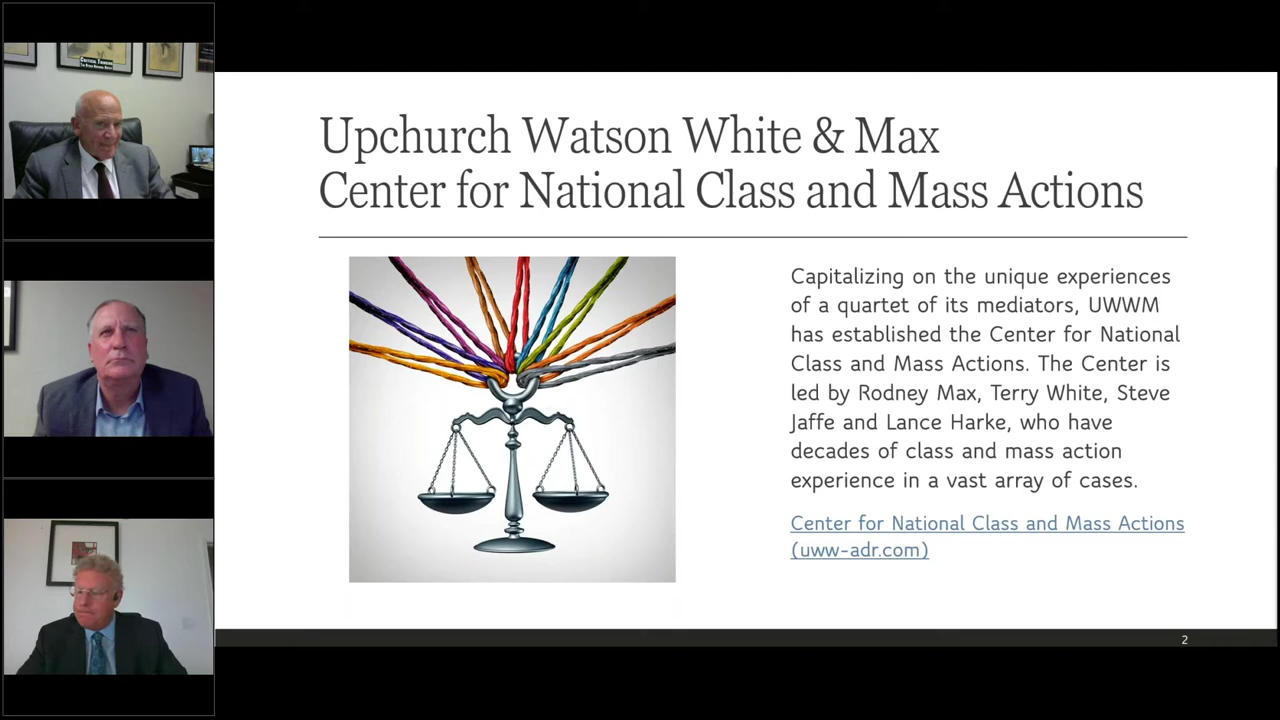 CRITICAL THINKING
Upchurch Watson White & Max
Center for National Class and Mass Actions
Capitalizing on the unique experiences
of a quartet of its mediators, UWWM
has established the Center for National
Class and Mass Actions. The Center is
led by Rodney Max, Terry White, Steve
Jaffe and Lance Harke, who have
decades of class and mass action
experience in a vast array of cases.
Center for National Class and Mass Actions
(uww-adr.com)
2